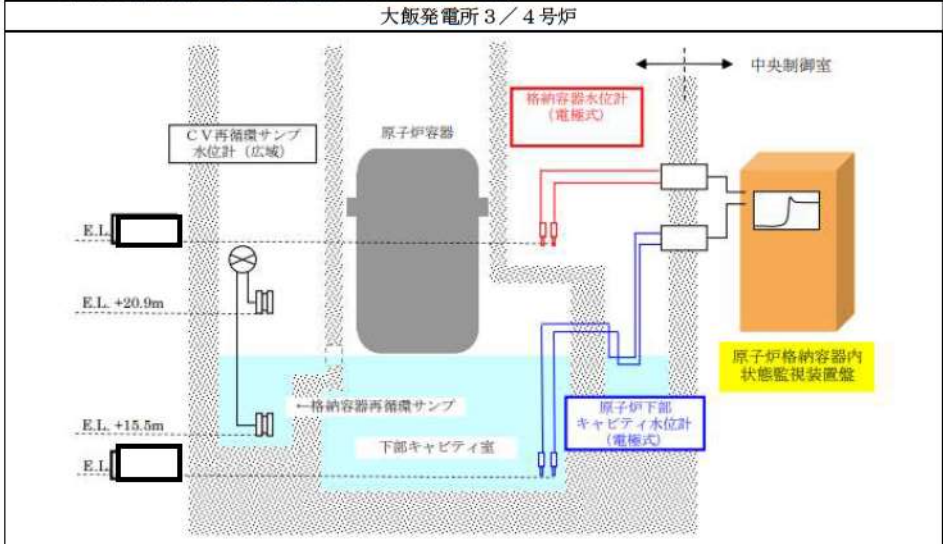 大飯発電所３／４号炉
中央制御室
格納容器水位計
（電極式）
ＣＶ再循環サンプ
水位計（広域）
原子炉容器
E.L.
E.L. +20.9m
原子炉格納容器内
状態監視装置盤
←格納容器再循環サンプ
原子炉下部
キャビティ水位計
（電極式）
E.L. +15.5m
下部キャビティ室
E.L.